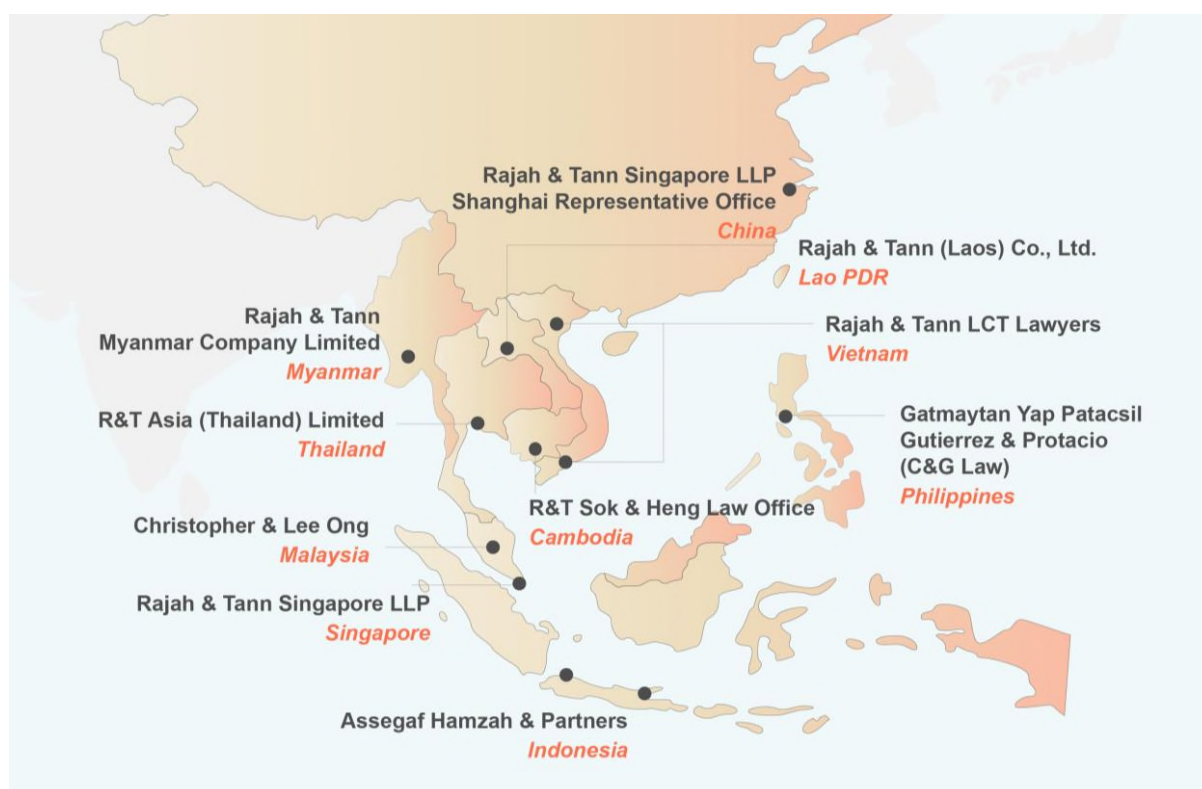 Rajah & Tann Singapore LLP
Shanghai Representative Office
China
Rajah & Tann (Laos) Co., Ltd.
Lao PDR
Rajah & Tann
Myanmar Company Limited
Myanmar
Rajah & Tann LCT Lawyers
Vietnam
R&T Asia (Thailand) Limited
Thailand
Gatmaytan Yap Patacsil
Gutierrez & Protacio
(C&G Law)
Philippines
R&T Sok & Heng Law Office
Cambodia
Christopher & Lee Ong
Malaysia
Rajah & Tann Singapore LLP
Singapore
Assegaf Hamzah & Partners
Indonesia